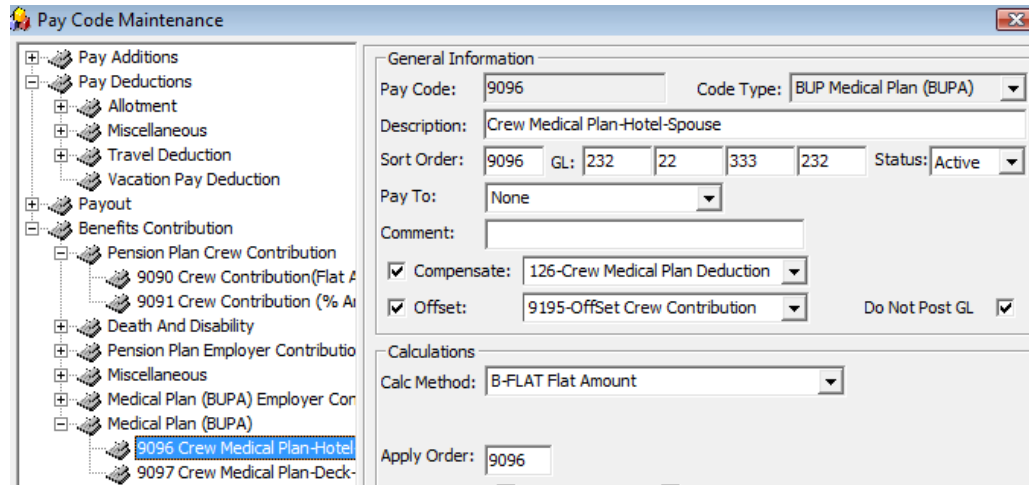 Pay Code Maintenance
Pay Additions
Pay Deductions
Allotment
Miscellaneous
Travel Deduction
Vacation Pay Deduction
Payout
Benefits Contribution
Pension Plan Crew Contribution
9090 Crew Contribution(Flat A
9091 Crew Contribution (% A
Death And Disability
Pension Plan Employer Contributio
Miscellaneous
Medical Plan (BUPA) Employer Con
Medical Plan (BUPA)
9096 Crew Medical Plan-Hotel-
9097 Crew Medical Plan-Deck-
General Information
Pay Code: 9096 Code Type: BUP Medical Plan (BUPA)
Description: Crew Medical Plan-Hotel-Spouse
Sort Order: 9096 GL: 232 22 333 232 Status: Active
Pay To: None
Comment:
Compensate: 126-Crew Medical Plan Deduction
Offset: 9195-OffSet Crew Contribution Do Not Post GL
Calculations
Calc Method: B-FLAT Flat Amount
Apply Order: 9096